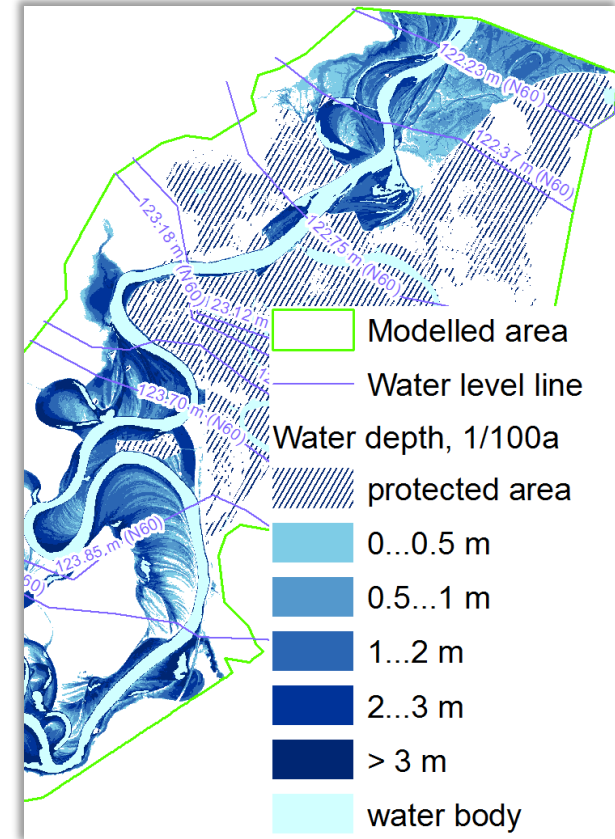 122.23 m (N60)
122.37 m (N60)
122.75 m (N60)
123.18 m (N60)
123.12 m
123.70 m (N60)
123.85 m (N60)
60)
Modelled area
Water level line
Water depth, 1/100a
protected area
0...0.5 m
0.5...1 m
1...2 m
2...3 m
> 3 m
water body